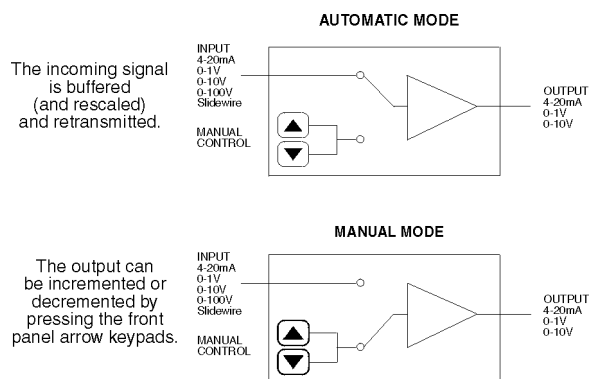 AUTOMATIC MODE
The incoming signal
is buffered
(and rescaled)
and retransmitted.
INPUT
4-20mA
0-1V
0-10V
0-100V
Slidewire
MANUAL
CONTROL
OUTPUT
4-20mA
0-1V
0-10V
MANUAL MODE
The output can
be incremented or
decremented by
pressing the front
panel arrow keypads.
INPUT
4-20mA
0-1V
0-10V
0-100V
Slidewire
MANUAL
CONTROL
OUTPUT
4-20mA
0-1V
0-10V